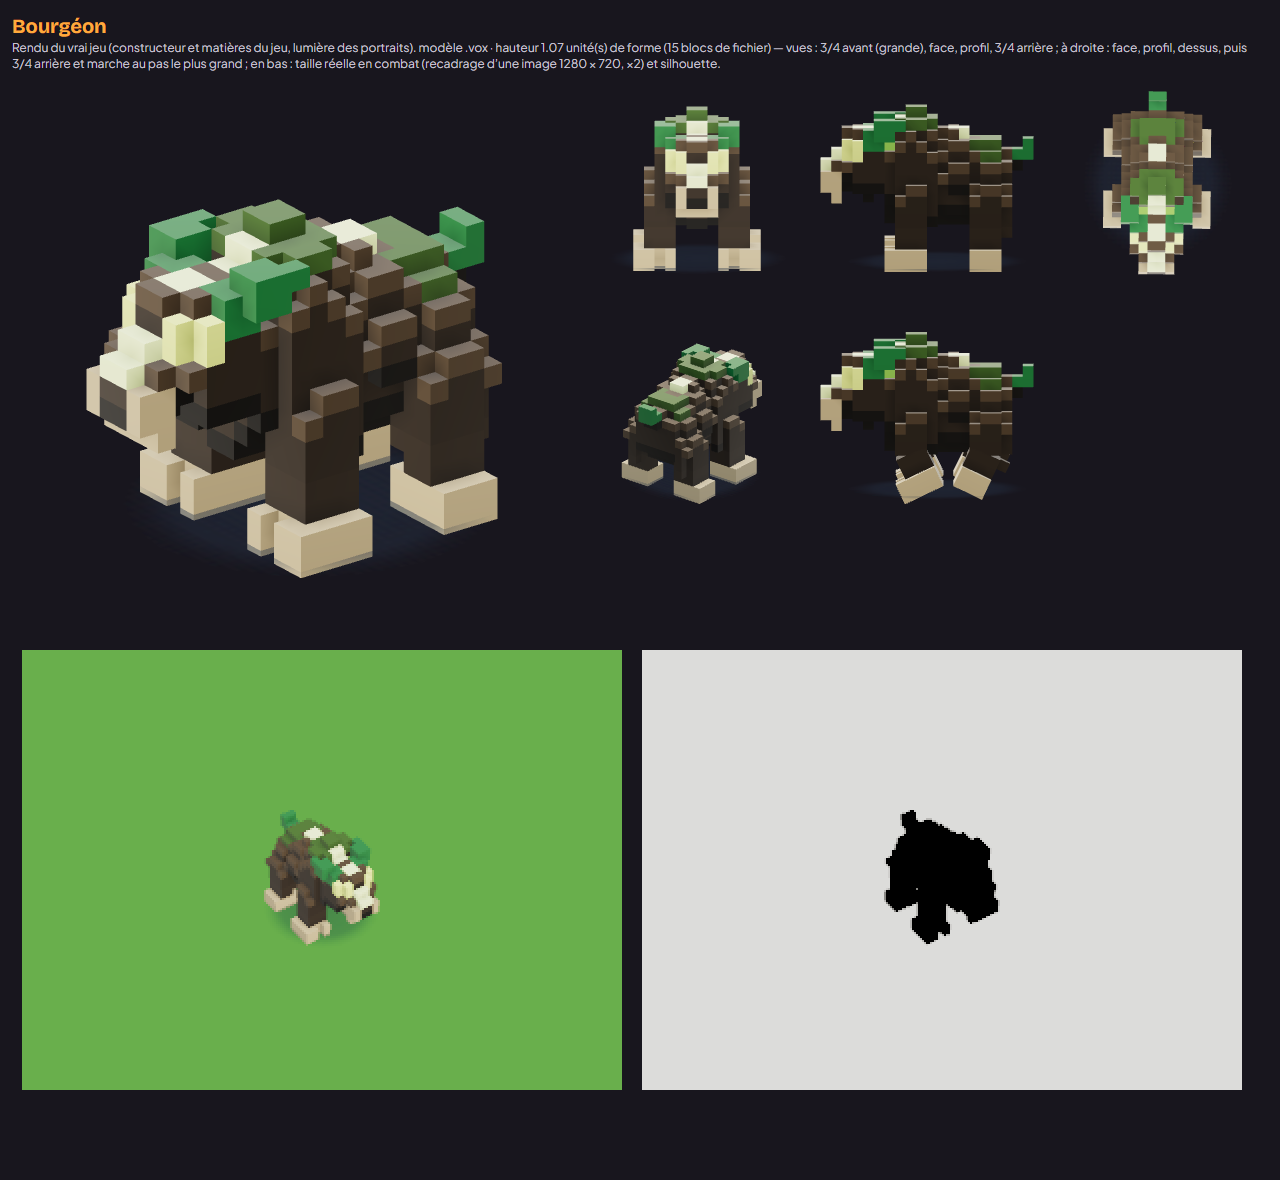 Bourgéon
Rendu du vrai jeu (constructeur et matières du jeu, lumière des portraits). modèle .vox · hauteur 1.07 unité(s) de forme (15 blocs de fichier) — vues : 3/4 avant (grande), face, profil, 3/4 arrière ; à droite : face, profil, dessus, puis
3/4 arrière et marche au pas le plus grand ; en bas : taille réelle en combat (recadrage d'une image 1280 × 720, ×2) et silhouette.